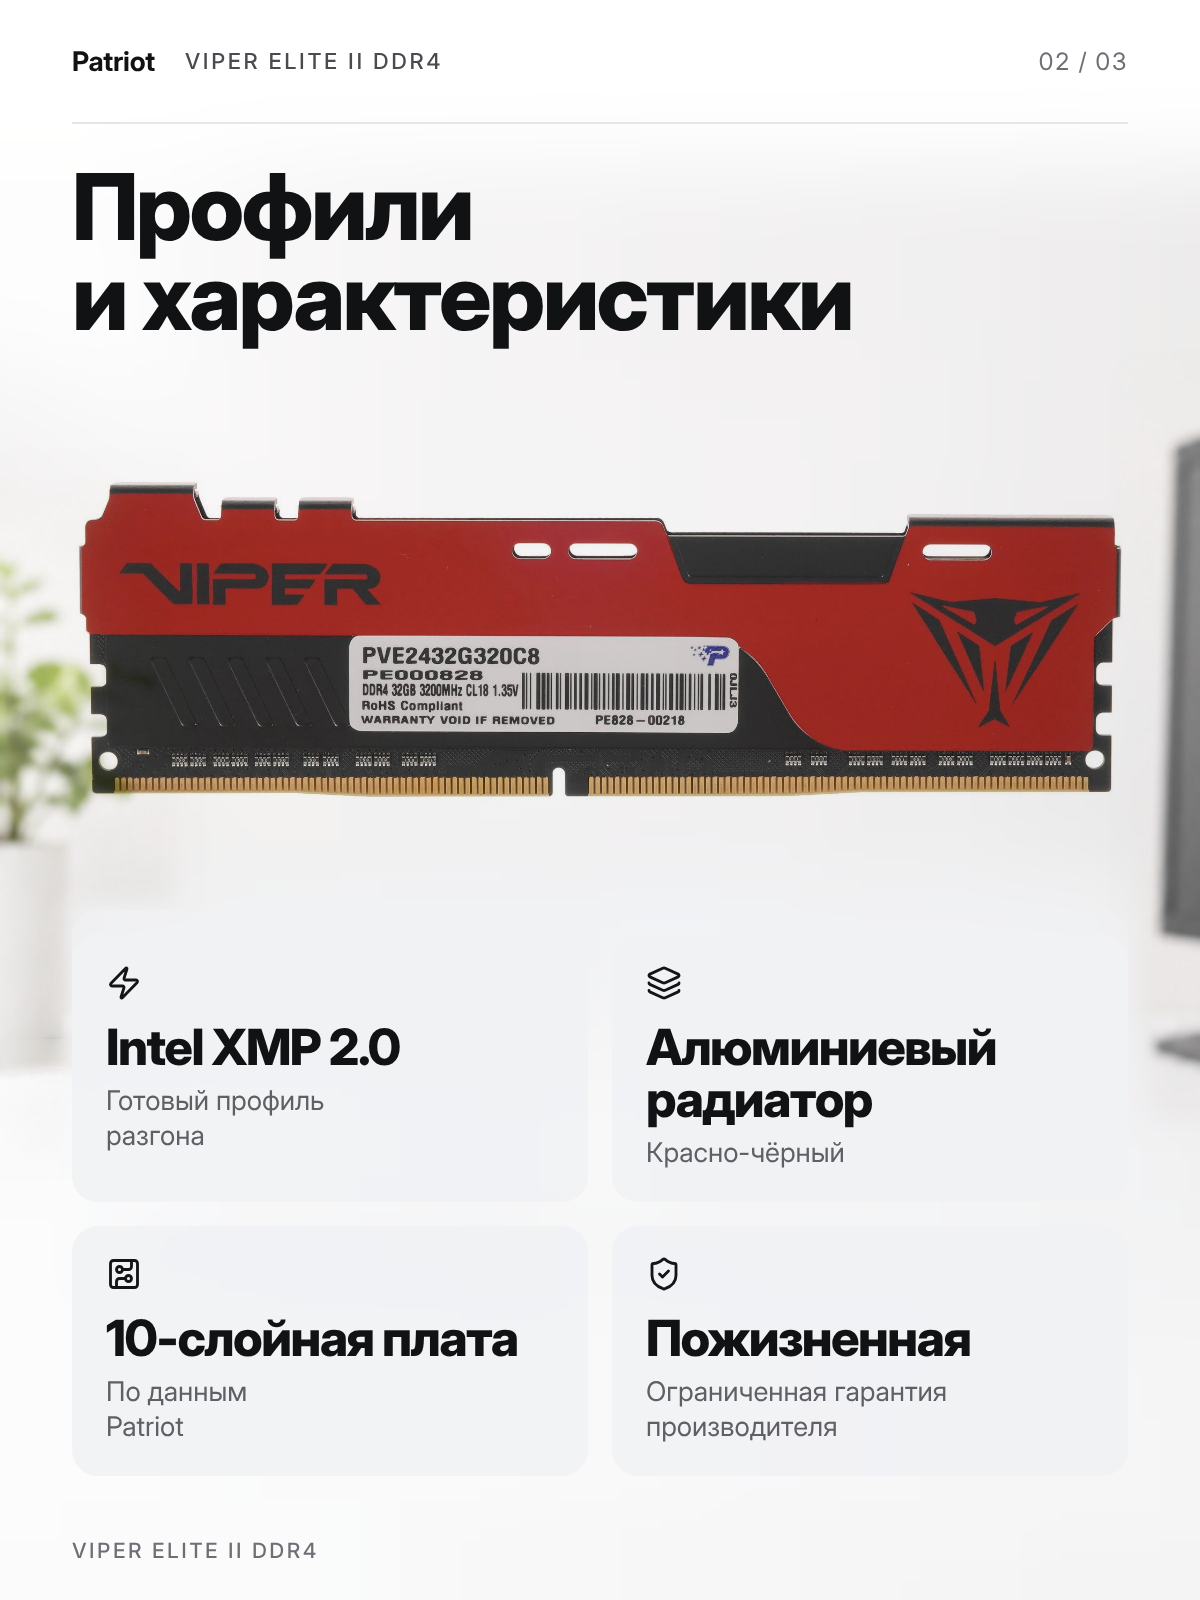 Patriot VIPER ELITE II DDR4 02 / 03
Профили
и характеристики
VIPER
PVE2432G320C8
PE000828
DDR4 32GB 3200MHz CL18 1.35V
RoHS Compliant
WARRANTY VOID IF REMOVED PE828-00218
0JLJ3
Intel XMP 2.0
Готовый профиль
разгона
Алюминиевый
радиатор
Красно-чёрный
10-слойная плата
По данным
Patriot
Пожизненная
Ограниченная гарантия
производителя
VIPER ELITE II DDR4